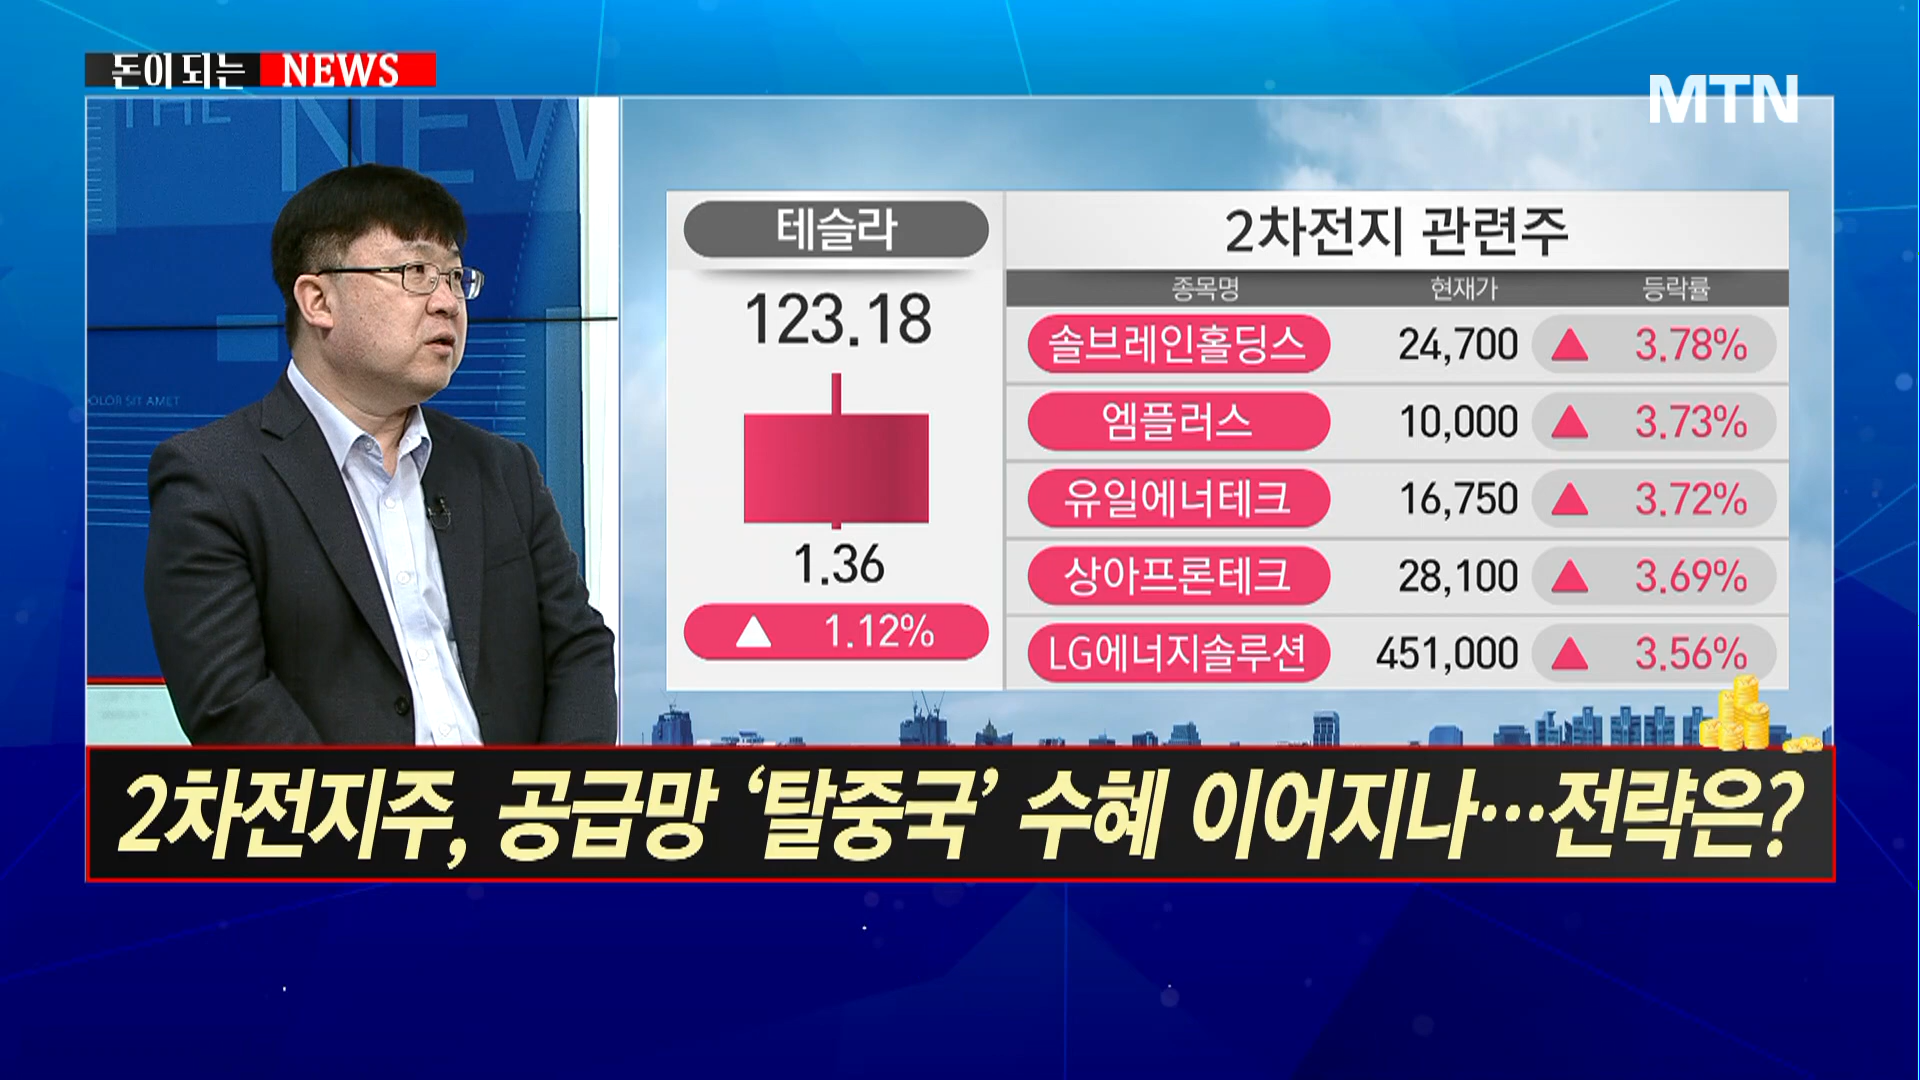 돈이 되는 NEWS
MTN
THE
NEW
OLOR SIT AMET
테슬라
123.18
1.36
▲ 1.12%
2차전지 관련주
종목명 현재가 등락률
솔브레인홀딩스 24,700 ▲ 3.78%
엠플러스 10,000 ▲ 3.73%
유일에너테크 16,750 ▲ 3.72%
상아프론테크 28,100 ▲ 3.69%
LG에너지솔루션 451,000 ▲ 3.56%
2차전지주, 공급망 ‘탈중국’ 수혜 이어지나…전략은?